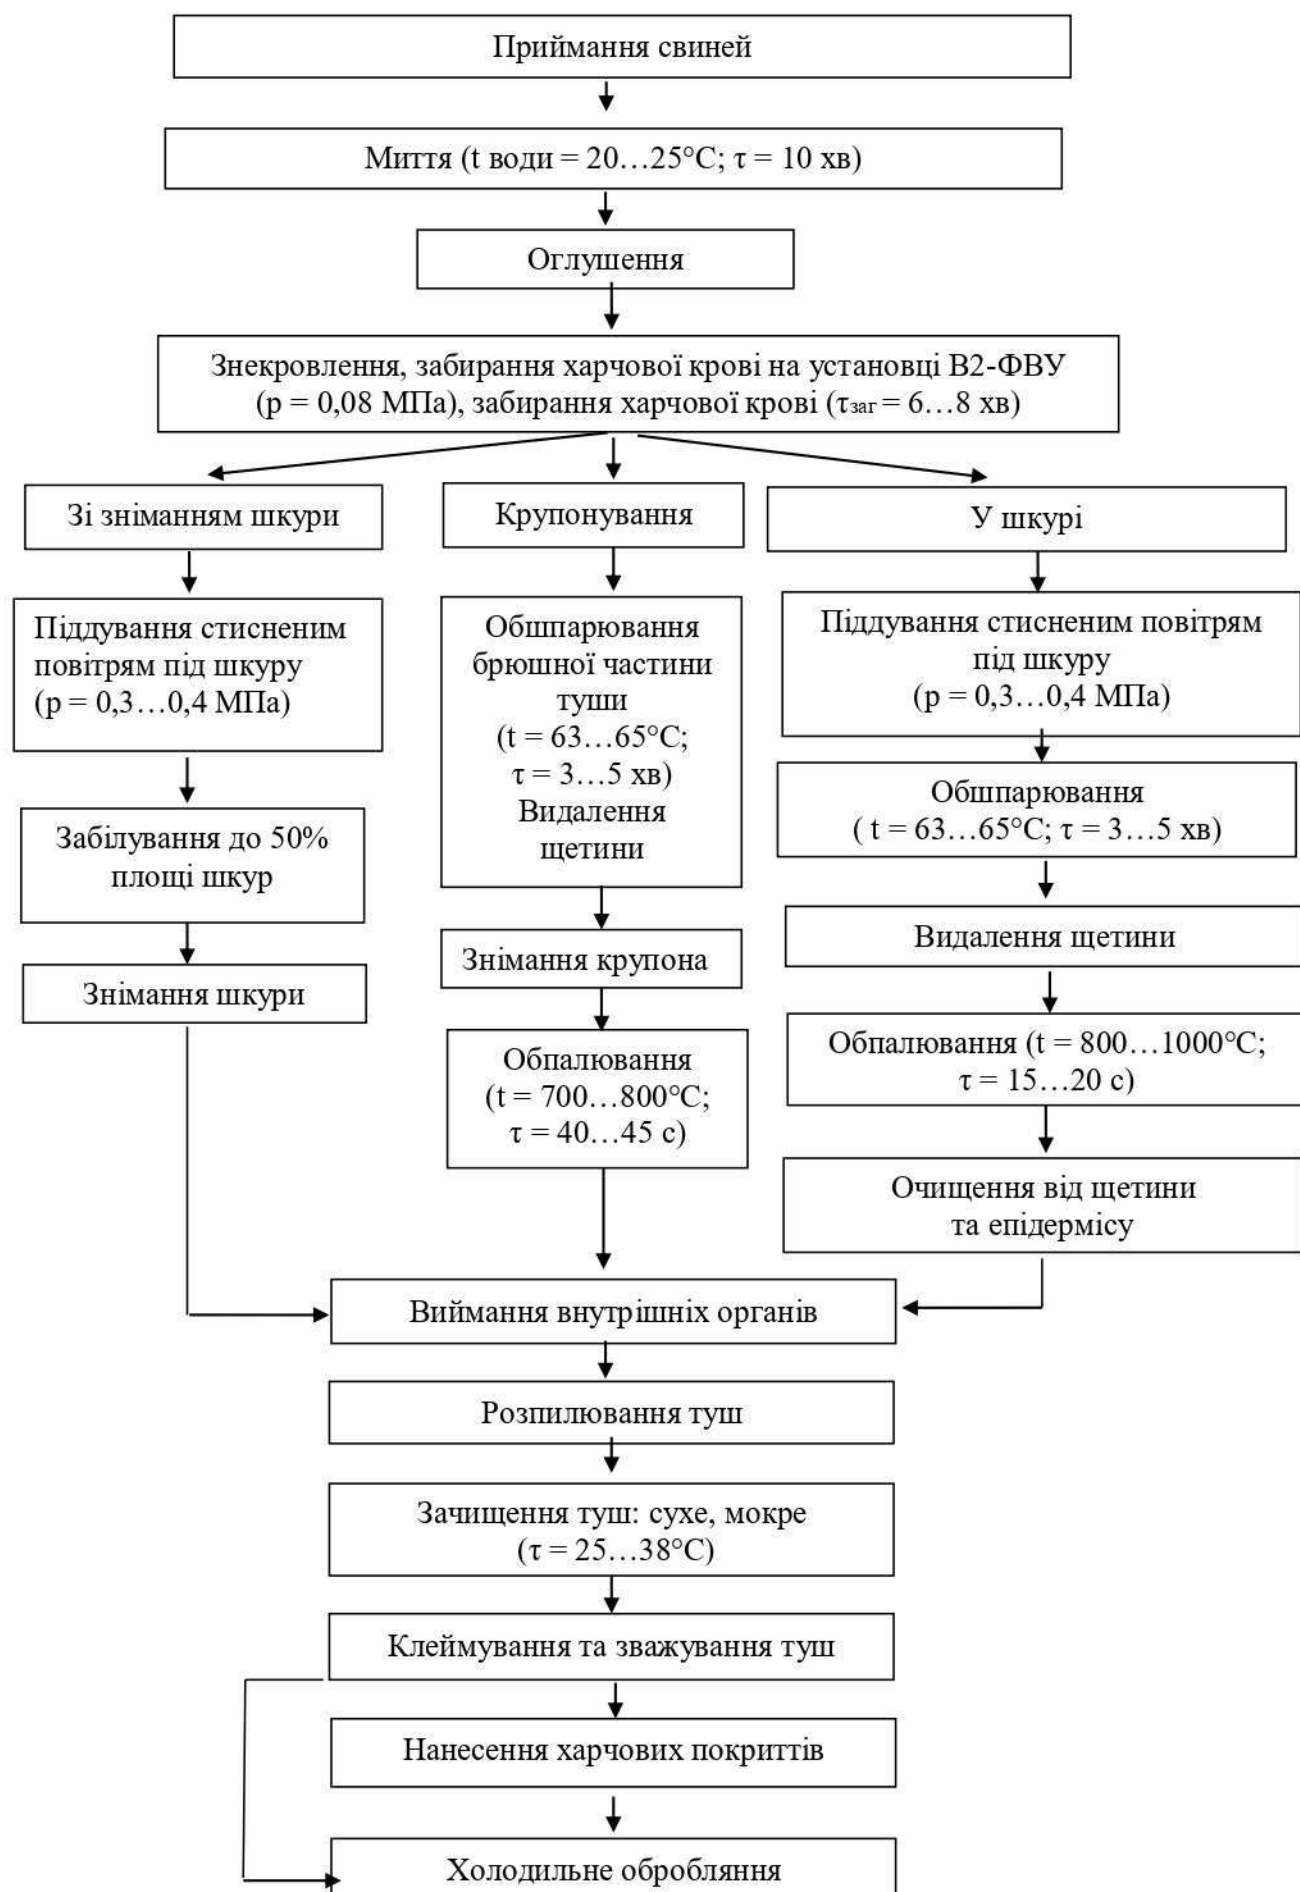 Приймання свиней
Миття (t води = 20…25°С; τ = 10 хв)
Оглушення
Знекровлення, забирання харчової крові на установці В2-ФВУ
(р = 0,08 МПа), забирання харчової крові (τзаг = 6…8 хв)
Зі зніманням шкури
Піддування стисненим
повітрям під шкуру
(р = 0,3…0,4 МПа)
Забілування до 50%
площі шкур
Знімання шкури
Крупонування
Обшпарювання
брюшної частини
туши
(t = 63…65°С;
τ = 3…5 хв)
Видалення
щетини
Знімання крупона
Обпалювання
(t = 700…800°С;
τ = 40…45 с)
У шкурі
Піддування стисненим повітрям
під шкуру
(р = 0,3…0,4 МПа)
Обшпарювання
( t = 63…65°С; τ = 3…5 хв)
Видалення щетини
Обпалювання (t = 800…1000°С;
τ = 15…20 с)
Очищення від щетини
та епідермісу
Виймання внутрішніх органів
Розпилювання туш
Зачищення туш: сухе, мокре
(τ = 25…38°С)
Клеймування та зважування туш
Нанесення харчових покриттів
Холодильне обробляння